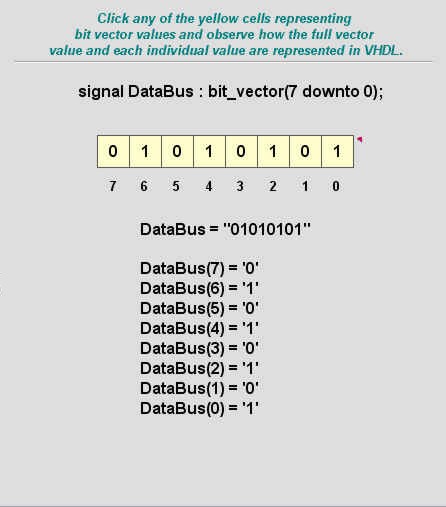 Click any of the yellow cells representing
bit vector values and observe how the full vector
value and each individual value are represented in VHDL.
signal DataBus : bit_vector(7 downto 0);
0 1 0 1 0 1 0 1
7 6 5 4 3 2 1 0
DataBus = "01010101"
DataBus(7) = '0'
DataBus(6) = '1'
DataBus(5) = '0'
DataBus(4) = '1'
DataBus(3) = '0'
DataBus(2) = '1'
DataBus(1) = '0'
DataBus(0) = '1'